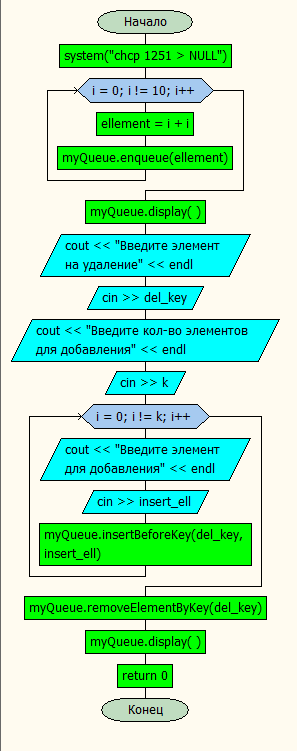 Начало
system("chcp 1251 > NULL")
i = 0; i != 10; i++
ellement = i + i
myQueue.enqueue(ellement)
myQueue.display( )
cout << "Введите элемент
на удаление" << endl
cin >> del_key
cout << "Введите кол-во элементов
для добавления" << endl
cin >> k
i = 0; i != k; i++
cout << "Введите элемент
для добавления" << endl
cin >> insert_ell
myQueue.insertBeforeKey(del_key,
insert_ell)
myQueue.removeElementByKey(del_key)
myQueue.display( )
return 0
Конец